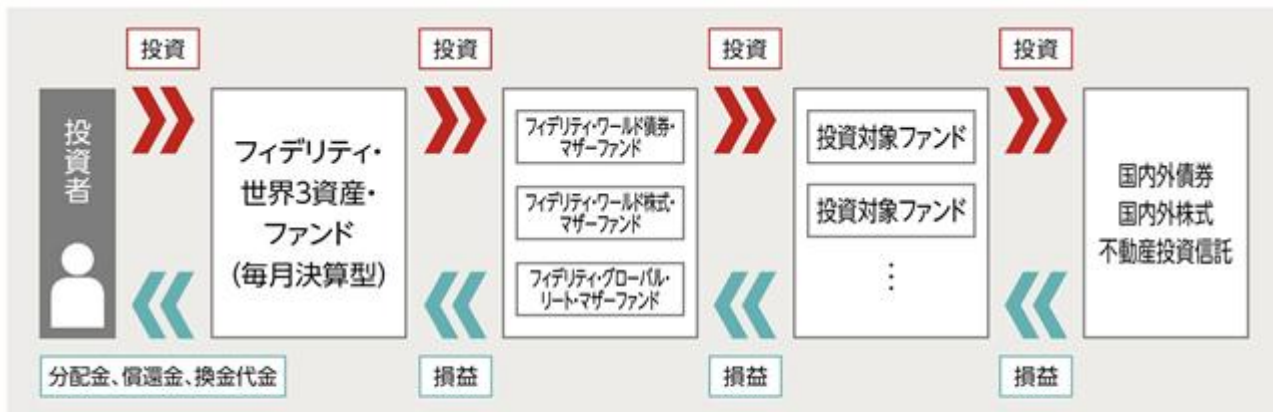 投資
投資
投資
投資
投資者
フィデリティ・
世界3資産・
ファンド
(毎月決算型)
フィデリティ・ワールド債券・
マザーファンド
フィデリティ・ワールド株式・
マザーファンド
フィデリティ・グローバル・
リート・マザーファンド
投資対象ファンド
投資対象ファンド
⋮
国内外債券
国内外株式
不動産投資信託
分配金、償還金、換金代金
損益
損益
損益